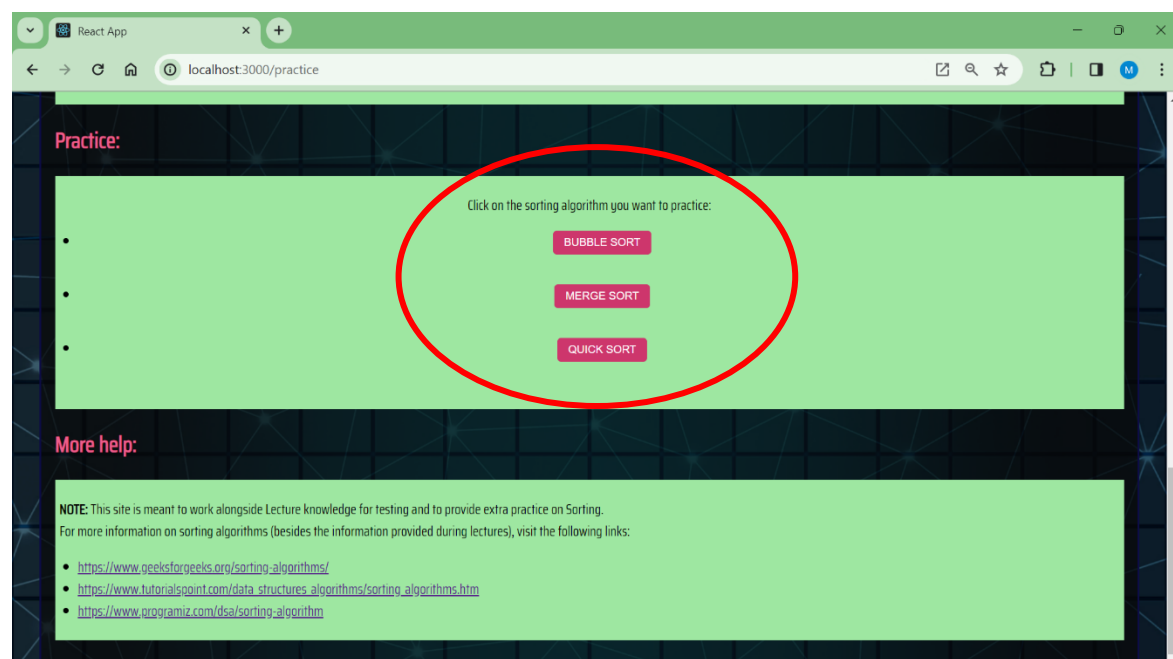 React App
localhost:3000/practice
M
Practice:
Click on the sorting algorithm you want to practice:
BUBBLE SORT
MERGE SORT
QUICK SORT
More help:
NOTE: This site is meant to work alongside Lecture knowledge for testing and to provide extra practice on Sorting.
For more information on sorting algorithms (besides the information provided during lectures), visit the following links:
https://www.geeksforgeeks.org/sorting-algorithms/
https://www.tutorialspoint.com/data_structures_algorithms/sorting_algorithms.htm
https://www.programiz.com/dsa/sorting-algorithm